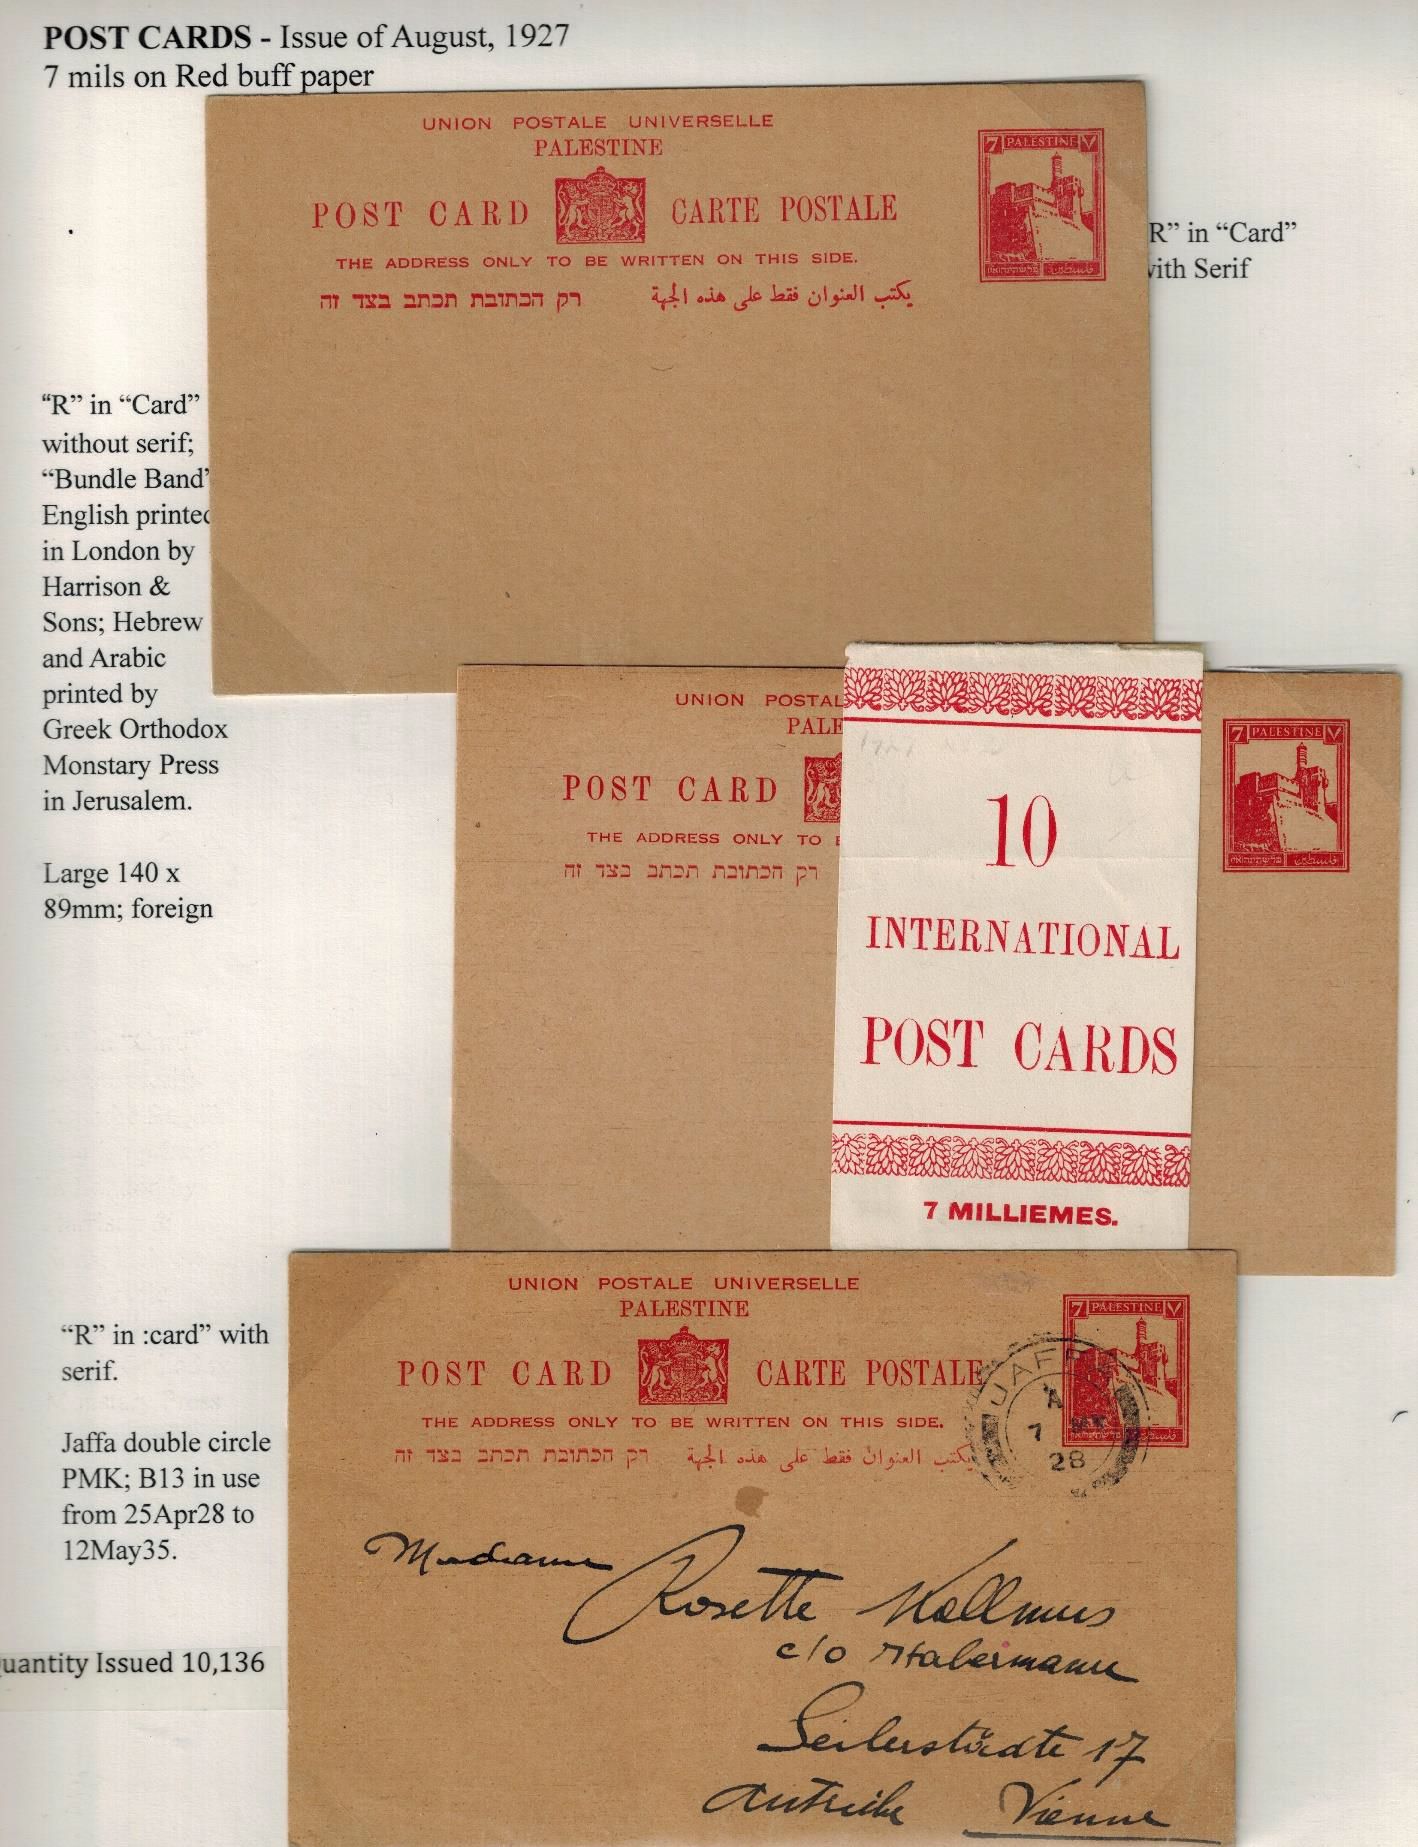 POST CARDS - Issue of August, 1927
7 mils on Red buff paper
UNION POSTALE UNIVERSELLE
PALESTINE
POST CARD CARTE POSTALE
THE ADDRESS ONLY TO BE WRITTEN ON THIS SIDE.
רק הכתובת תכתב בצד זה يكتب العنوان فقط على هذه الجهة
7 PALESTINE ٧
فلسطين פלשתינה א״י
R” in “Card”
with Serif
“R” in “Card”
without serif;
“Bundle Band”
English printed
in London by
Harrison &
Sons; Hebrew
and Arabic
printed by
Greek Orthodox
Monstary Press
in Jerusalem.
Large 140 x
89mm; foreign
UNION POSTAL
PALE
POST CARD
THE ADDRESS ONLY TO
רק הכתובת תכתב בצד זה
7 PALESTINE ٧
فلسطين פלשתינה א״י
10
INTERNATIONAL
POST CARDS
7 MILLIEMES.
“R” in :card” with
serif.
Jaffa double circle
PMK; B13 in use
from 25Apr28 to
12May35.
uantity Issued 10,136
UNION POSTALE UNIVERSELLE
PALESTINE
POST CARD CARTE POSTALE
THE ADDRESS ONLY TO BE WRITTEN ON THIS SIDE.
רק הכתובת תכתב בצד זה يكتب العنوان فقط على هذه الجهة
7 PALESTINE ٧
JAFFA
A
7 MY
28
Madame
Rosette Kallmus
c/o Habermann
Seilerstädte 17
Autriche Vienne